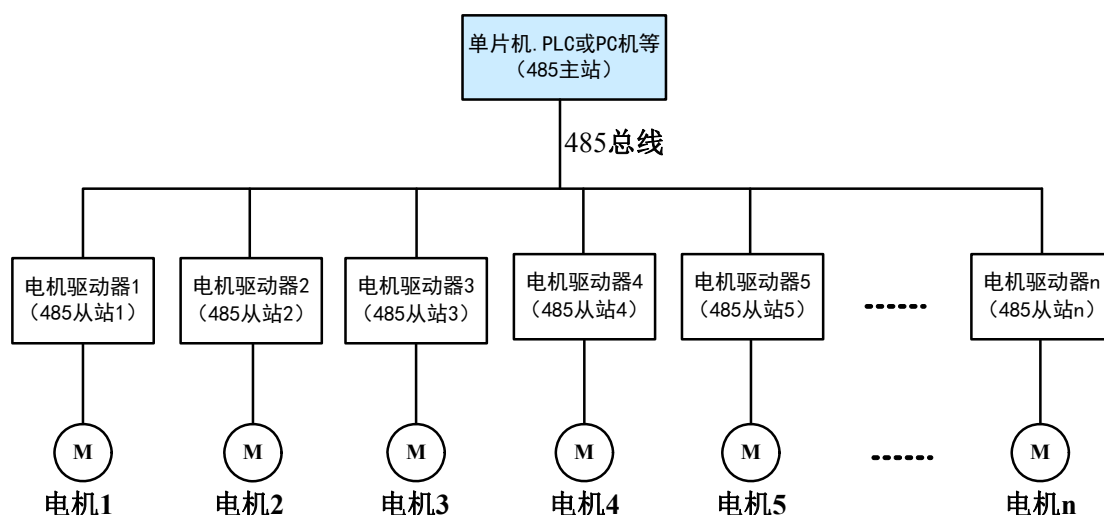 单片机.PLC或PC机等
（485主站）
485总线
电机驱动器1
（485从站1）
电机驱动器2
（485从站2）
电机驱动器3
（485从站3）
电机驱动器4
（485从站4）
电机驱动器5
（485从站5）
电机驱动器n
（485从站n）
M
M
M
M
M
M
电机1
电机2
电机3
电机4
电机5
电机n